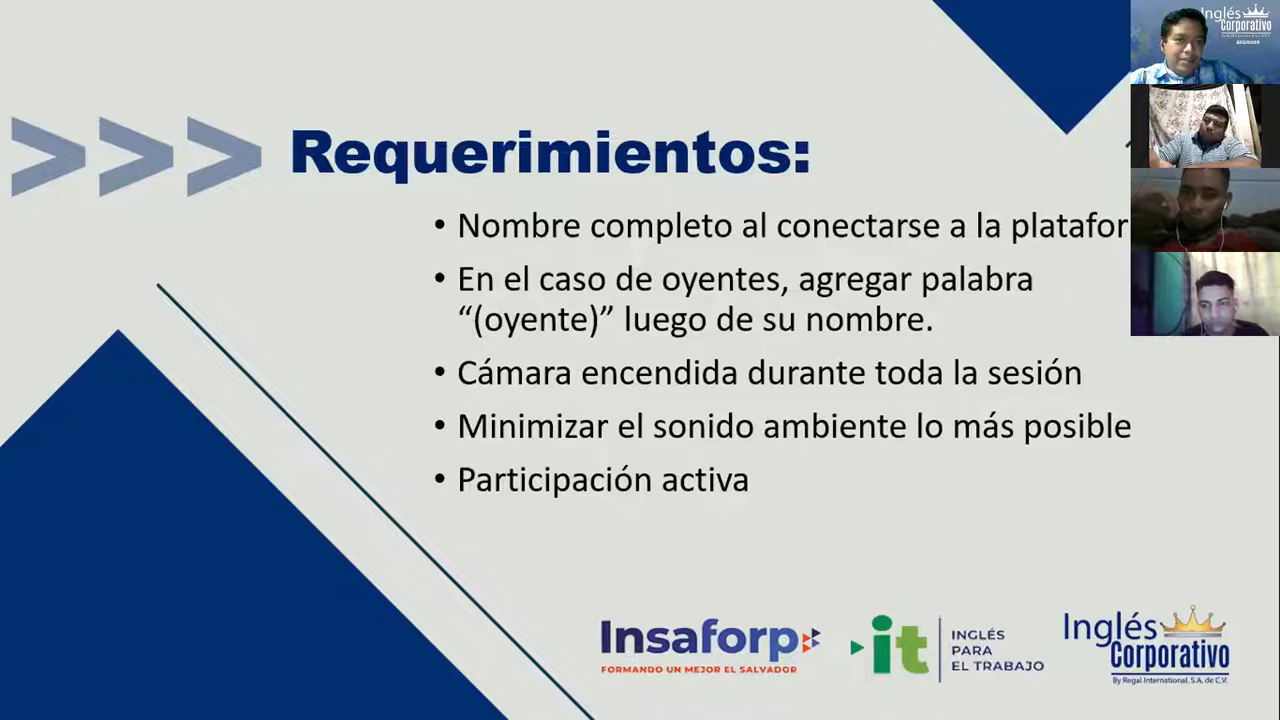 Requerimientos:
• Nombre completo al conectarse a la platafor
• En el caso de oyentes, agregar palabra
“(oyente)” luego de su nombre.
• Cámara encendida durante toda la sesión
• Minimizar el sonido ambiente lo más posible
• Participación activa
Inglés
Corporativo
BEGINNER
Insaforp
FORMANDO UN MEJOR EL SALVADOR
it
INGLÉS
PARA
EL TRABAJO
Inglés
Corporativo
By Regal International, S.A. de C.V.